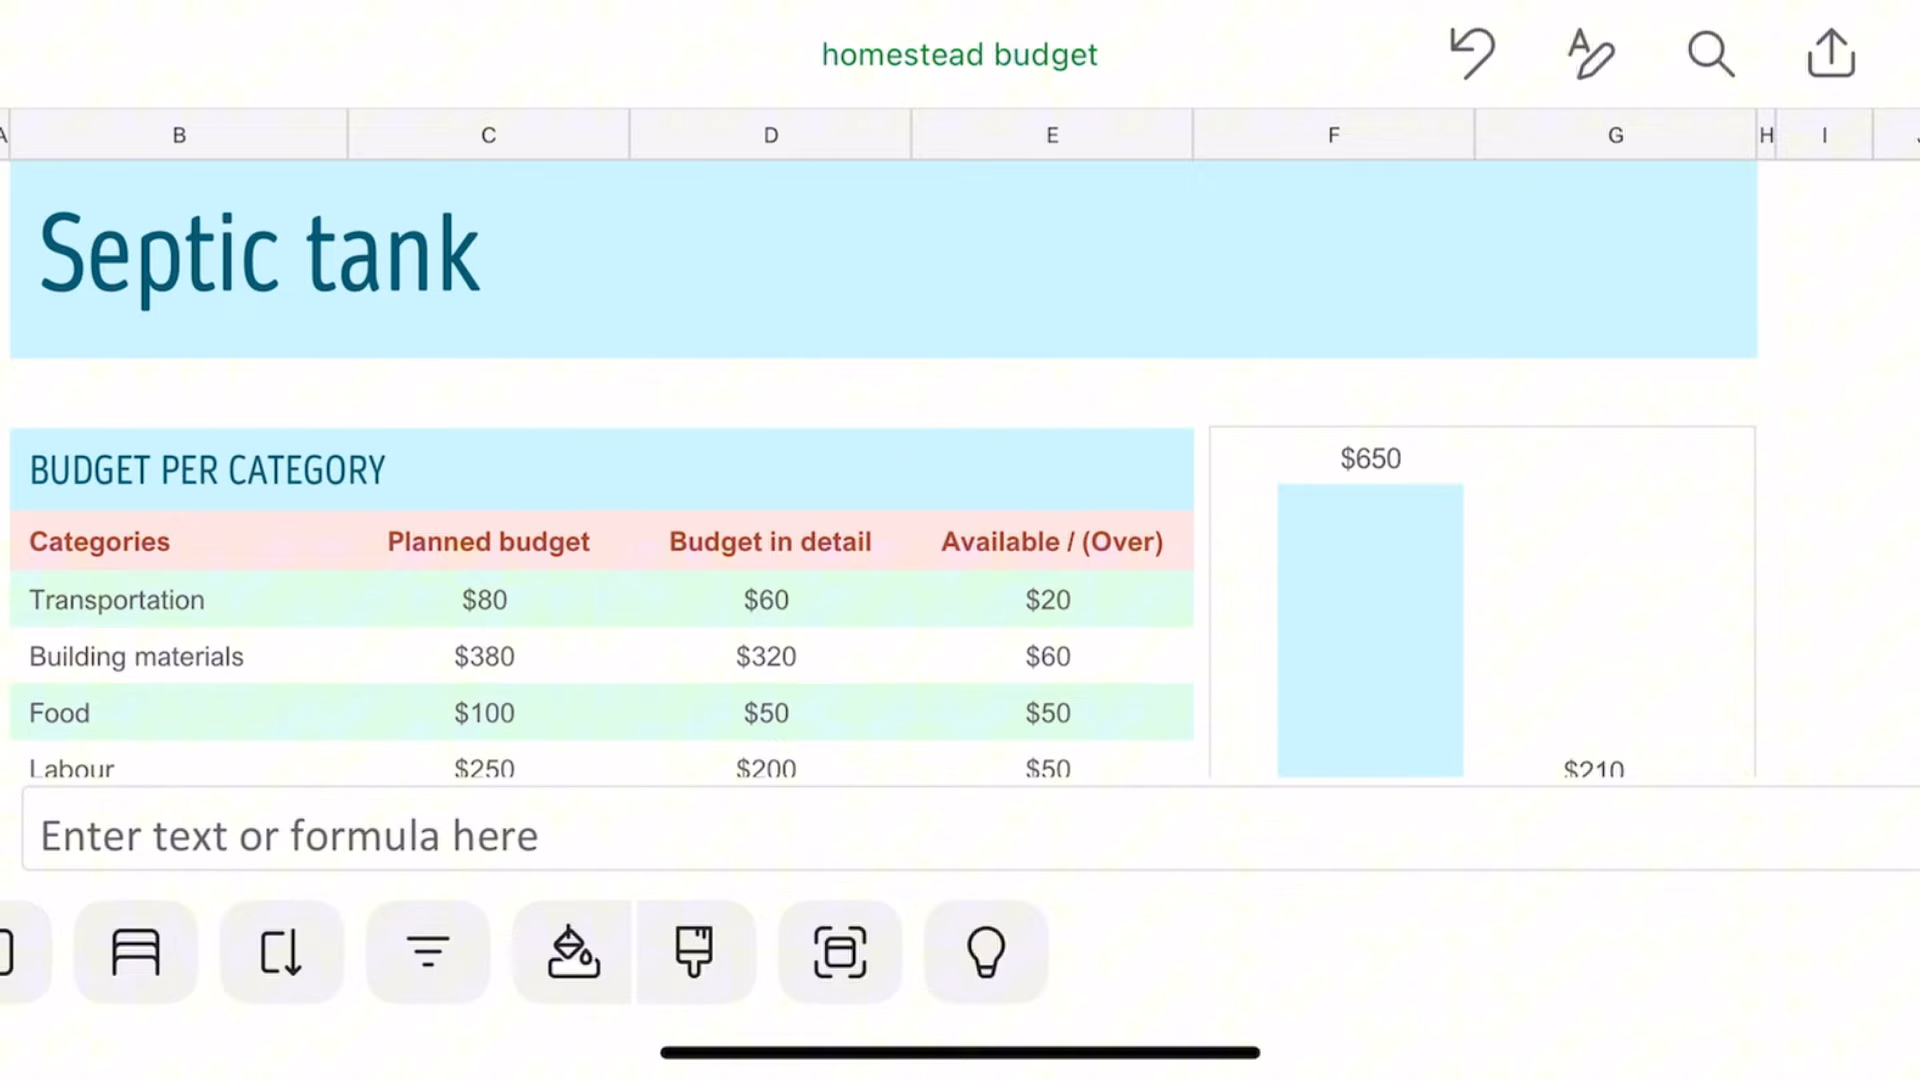 homestead budget
A B C D E F G H I
Septic tank
BUDGET PER CATEGORY
$650
Categories Planned budget Budget in detail Available / (Over)
Transportation $80 $60 $20
Building materials $380 $320 $60
Food $100 $50 $50
Labour $250 $200 $50
$210
Enter text or formula here